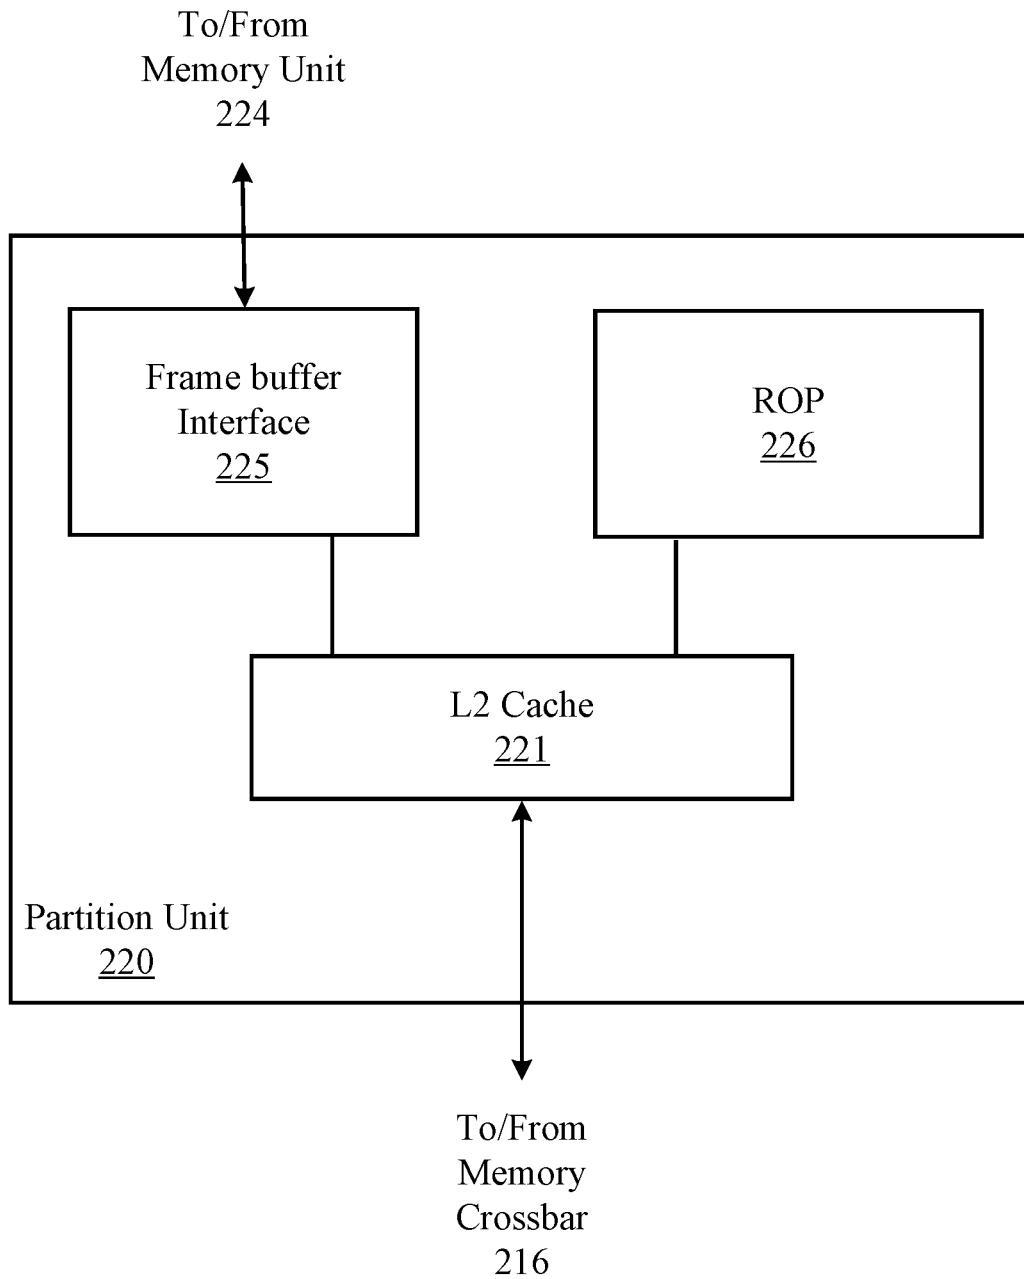 To/From
Memory Unit
224
Frame buffer
Interface
225
ROP
226
L2 Cache
221
Partition Unit
220
To/From
Memory
Crossbar
216